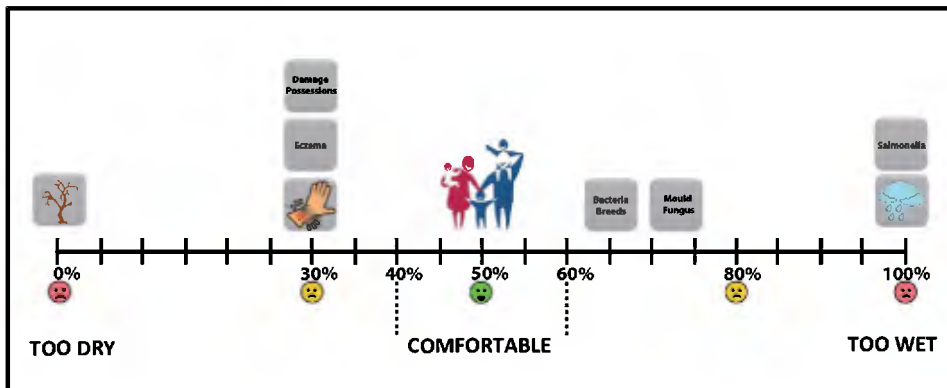 Damage
Possessions
Eczema
Salmonella
Bacteria
Breeds
Mould
Fungus
0%
30%
40%
50%
60%
80%
100%
TOO DRY
COMFORTABLE
TOO WET